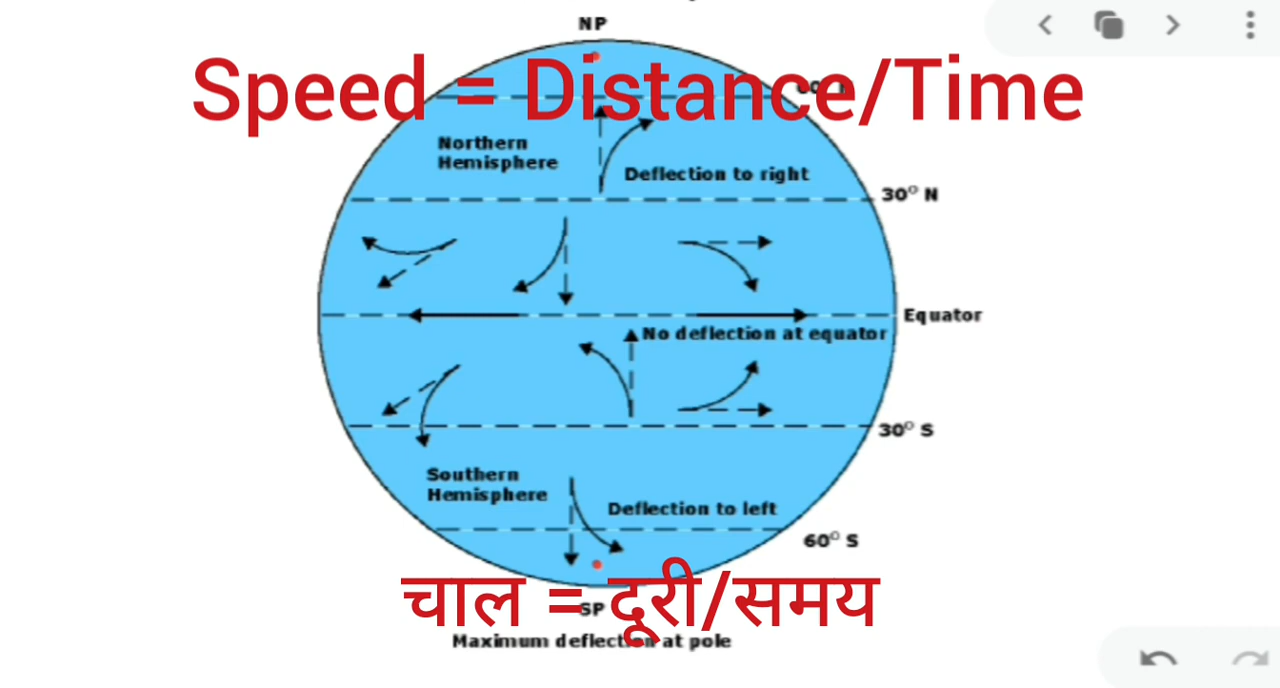 NP
Speed = Distance/Time
Northern
Hemisphere
Deflection to right
30° N
Equator
No deflection at equator
30° S
Southern
Hemisphere
Deflection to left
60° S
चाल = दूरी/समय
SP
Maximum deflection at pole